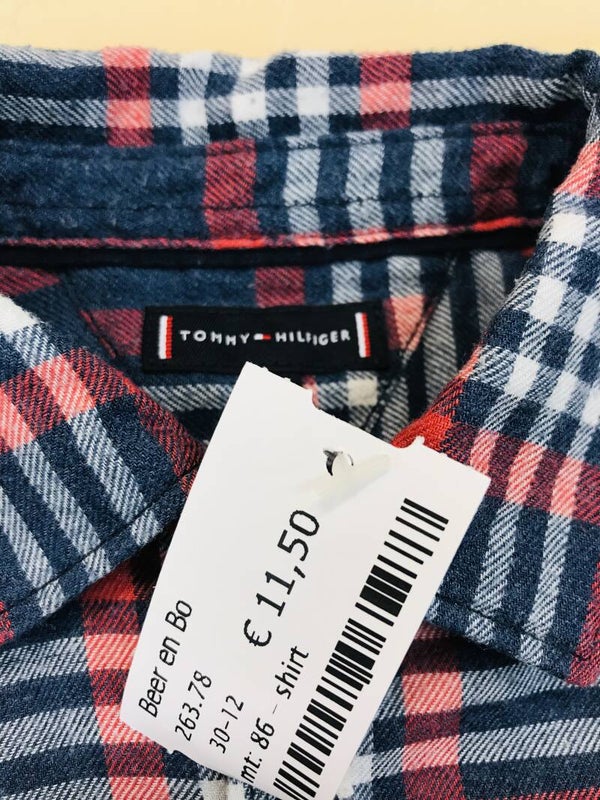 TOMMY HILFIGER
€ 11,50
Beer en Bo
263.78
30-12
mt: 86 - shirt